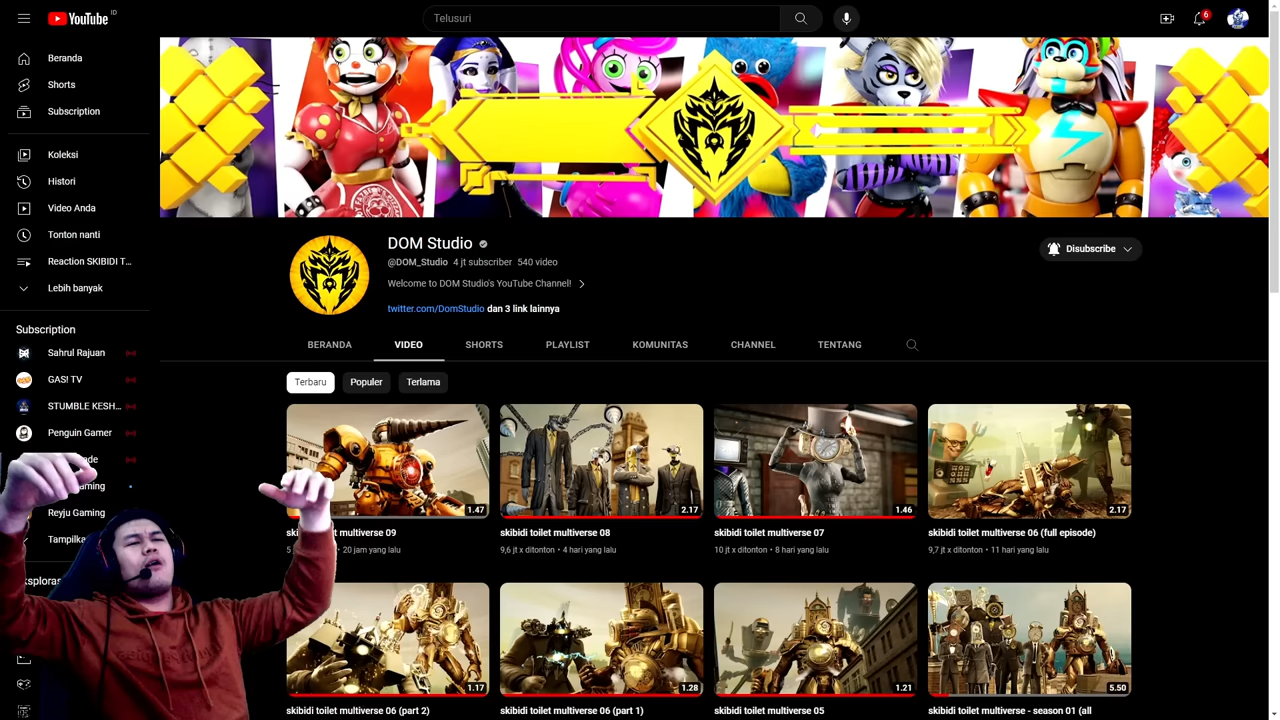 YouTube ID
Telusuri
6
Beranda
Shorts
Subscription
Koleksi
Histori
Video Anda
Tonton nanti
Reaction SKIBIDI T...
Lebih banyak
Subscription
Sahrul Rajuan
GAS! TV
STUMBLE KESH...
Penguin Gamer
Reyju Gaming
DOM Studio
@DOM_Studio 4 jt subscriber 540 video
Welcome to DOM Studio's YouTube Channel!
twitter.com/DomStudio dan 3 link lainnya
Disubscribe
BERANDA VIDEO SHORTS PLAYLIST KOMUNITAS CHANNEL TENTANG
Terbaru Populer Terlama
1.47
2.17
1.46
2.17
multiverse 09
20 jam yang lalu
skibidi toilet multiverse 08
9,6 jt x ditonton • 4 hari yang lalu
skibidi toilet multiverse 07
10 jt x ditonton • 8 hari yang lalu
skibidi toilet multiverse 06 (full episode)
9,7 jt x ditonton • 11 hari yang lalu
1.17
1.28
1.21
5.50
skibidi toilet multiverse 06 (part 2)
skibidi toilet multiverse 06 (part 1)
skibidi toilet multiverse 05
skibidi toilet multiverse - season 01 (all